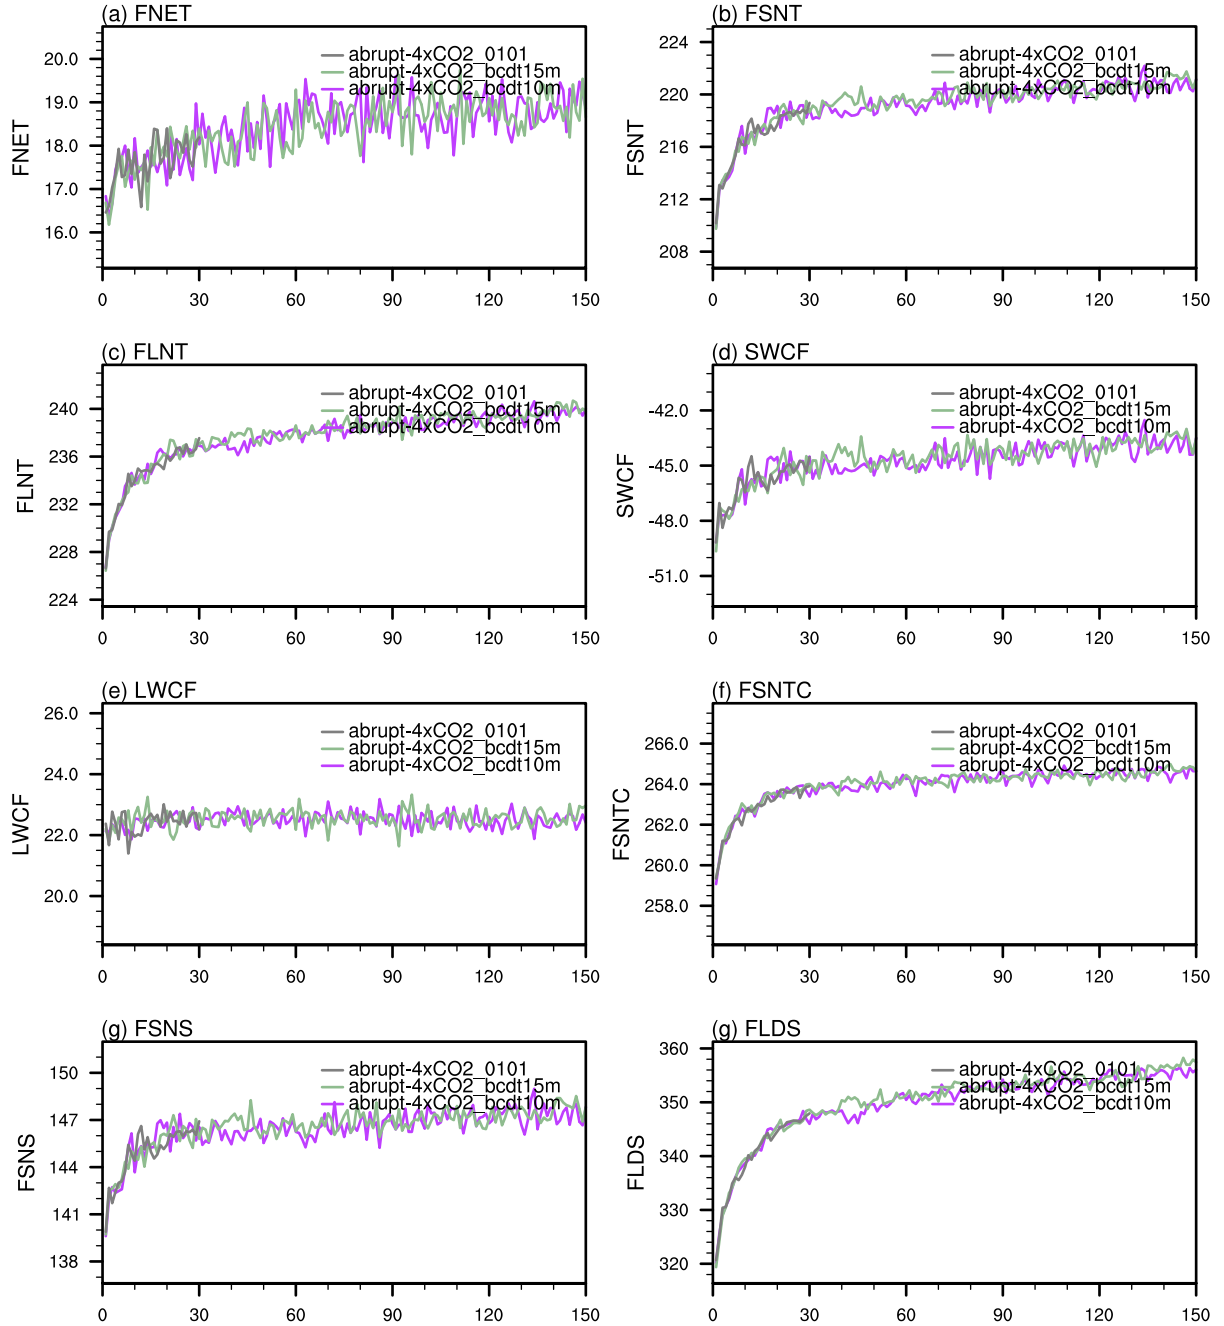 (a) FNET
abrupt-4xCO2_0101
abrupt-4xCO2_bcdt15m
abrupt-4xCO2_bcdt10m
FNET
20.0
19.0
18.0
17.0
16.0
0 30 60 90 120 150
(b) FSNT
abrupt-4xCO2_0101
abrupt-4xCO2_bcdt15m
abrupt-4xCO2_bcdt10m
FSNT
224
220
216
212
208
0 30 60 90 120 150
(c) FLNT
abrupt-4xCO2_0101
abrupt-4xCO2_bcdt15m
abrupt-4xCO2_bcdt10m
FLNT
240
236
232
228
224
0 30 60 90 120 150
(d) SWCF
abrupt-4xCO2_0101
abrupt-4xCO2_bcdt15m
abrupt-4xCO2_bcdt10m
SWCF
-42.0
-45.0
-48.0
-51.0
0 30 60 90 120 150
(e) LWCF
abrupt-4xCO2_0101
abrupt-4xCO2_bcdt15m
abrupt-4xCO2_bcdt10m
LWCF
26.0
24.0
22.0
20.0
0 30 60 90 120 150
(f) FSNTC
abrupt-4xCO2_0101
abrupt-4xCO2_bcdt15m
abrupt-4xCO2_bcdt10m
FSNTC
266.0
264.0
262.0
260.0
258.0
0 30 60 90 120 150
(g) FSNS
abrupt-4xCO2_0101
abrupt-4xCO2_bcdt15m
abrupt-4xCO2_bcdt10m
FSNS
150
147
144
141
138
0 30 60 90 120 150
(g) FLDS
abrupt-4xCO2_0101
abrupt-4xCO2_bcdt15m
abrupt-4xCO2_bcdt10m
FLDS
360
350
340
330
320
0 30 60 90 120 150